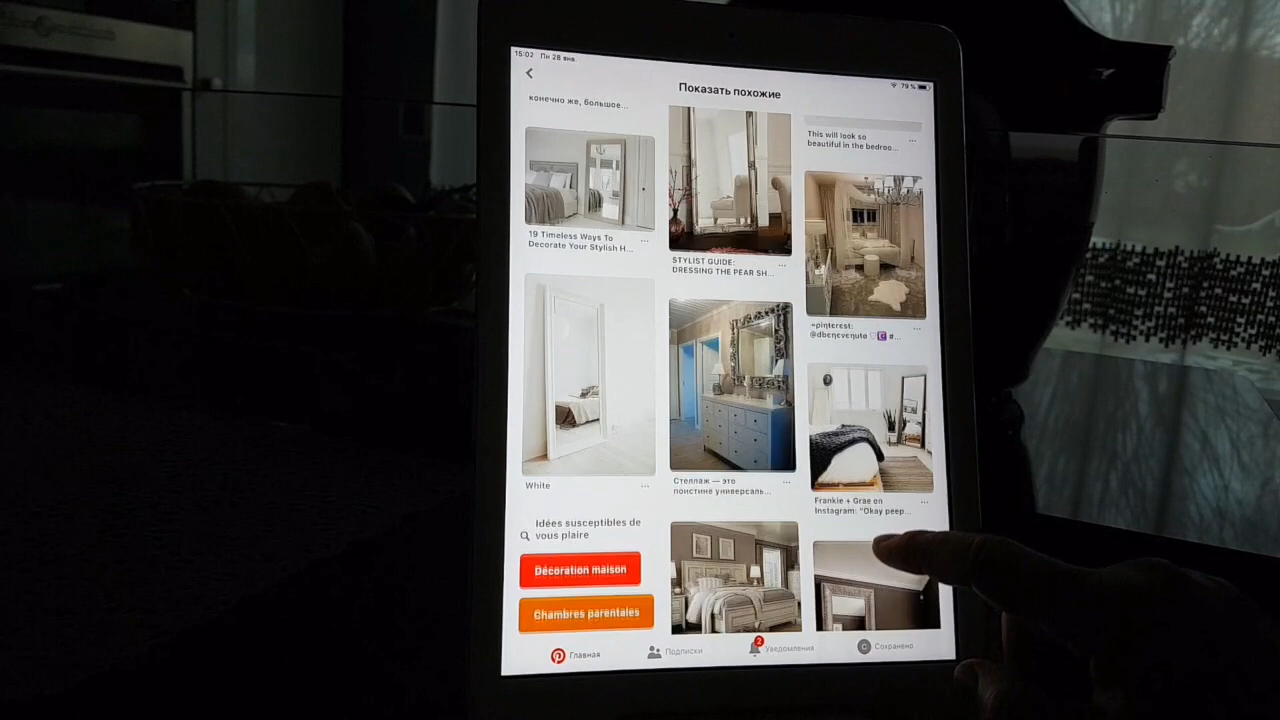 15:02 Пн 28 янв.
79 %
Показать похожие
конечно же, большое...
19 Timeless Ways To
Decorate Your Stylish H...
White
Idées susceptibles de
vous plaire
Décoration maison
Chambres parentales
STYLIST GUIDE:
DRESSING THE PEAR SH...
Стеллаж — это
поистине универсаль...
This will look so
beautiful in the bedroo...
Frankie + Grae on
Instagram: "Okay peep...
Главная
Подписки
2
Уведомления
C
Сохранено